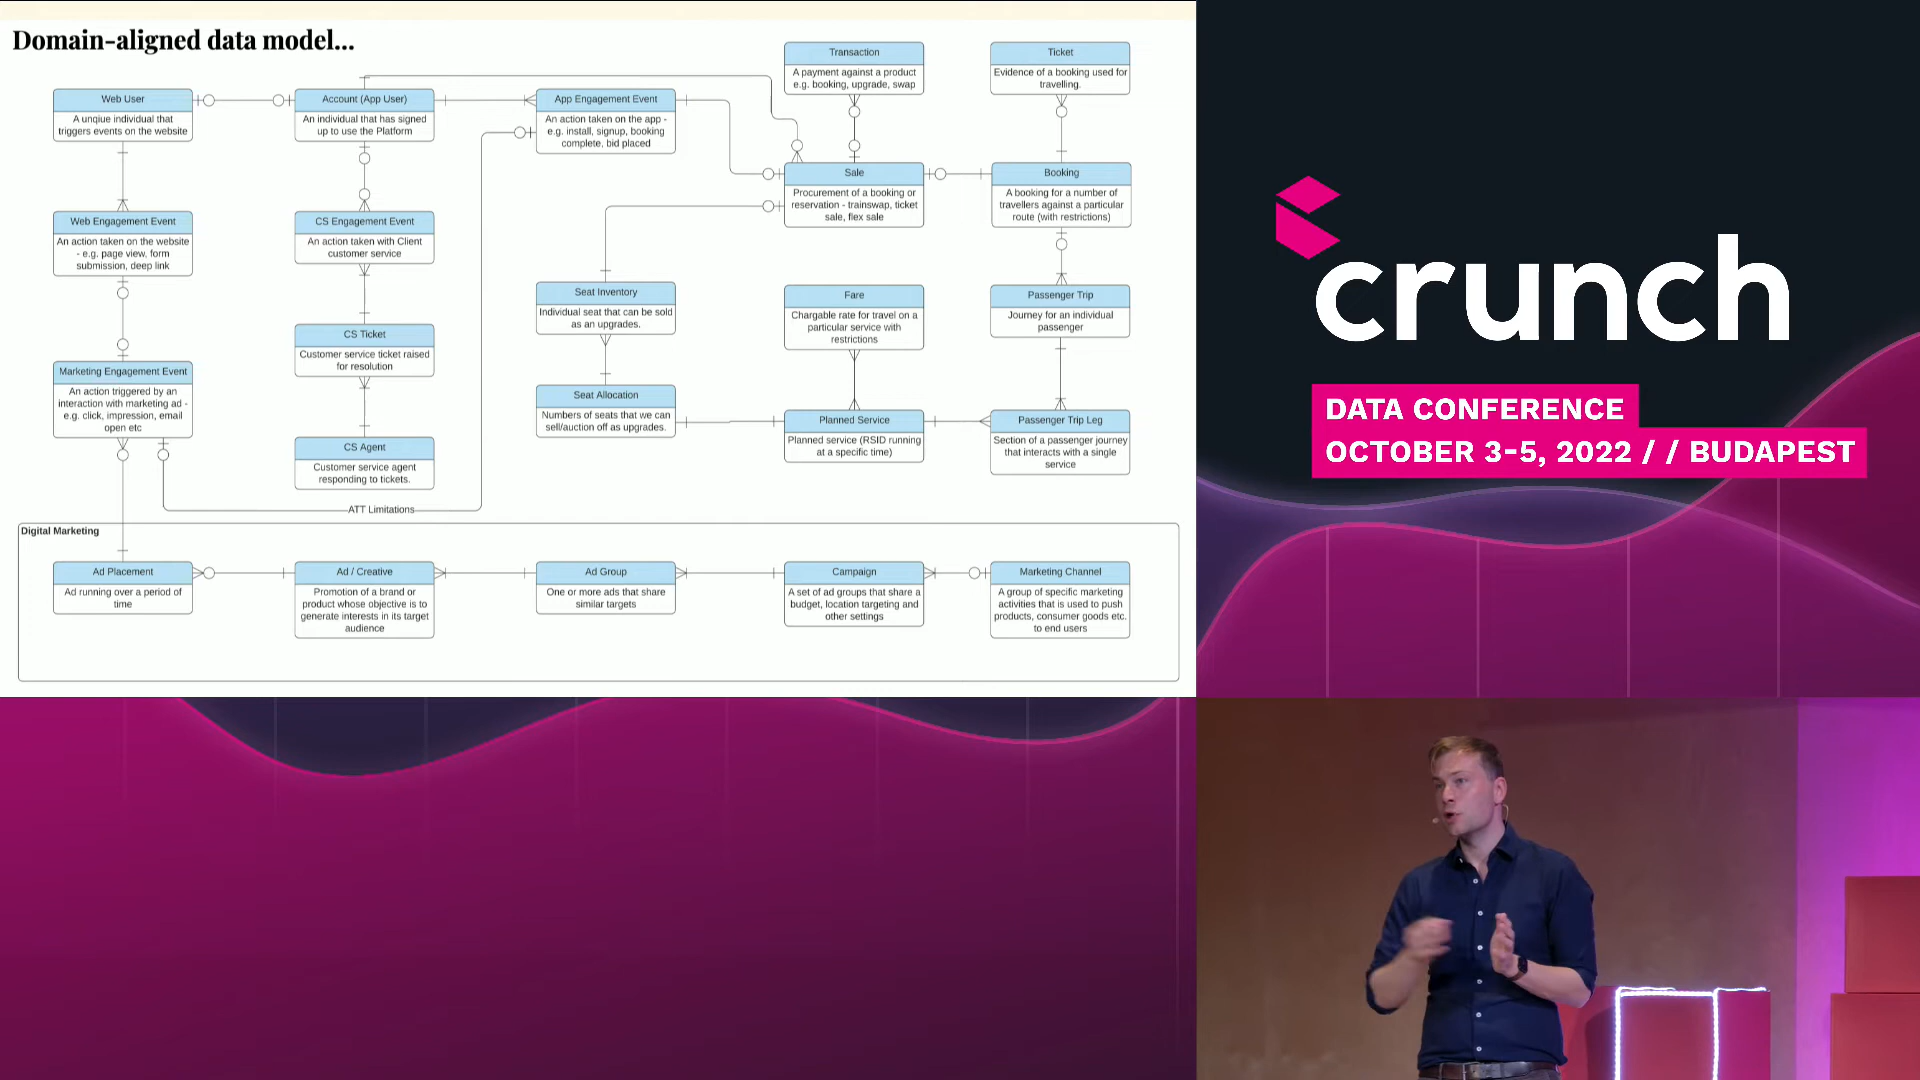 Domain-aligned data model...
Web User
A unqiue individual that
triggers events on the website
Account (App User)
An individual that has signed
up to use the Platform
App Engagement Event
An action taken on the app -
e.g. install, signup, booking
complete, bid placed
Transaction
A payment against a product
e.g. booking, upgrade, swap
Ticket
Evidence of a booking used for
travelling.
Sale
Procurement of a booking or
reservation - trainswap, ticket
sale, flex sale
Booking
A booking for a number of
travellers against a particular
route (with restrictions)
Web Engagement Event
An action taken on the website
- e.g. page view, form
submission, deep link
CS Engagement Event
An action taken with Client
customer service
Seat Inventory
Individual seat that can be sold
as an upgrades.
Fare
Chargable rate for travel on a
particular service with
restrictions
Passenger Trip
Journey for an individual
passenger
CS Ticket
Customer service ticket raised
for resolution
Marketing Engagement Event
An action triggered by an
interaction with marketing ad -
e.g. click, impression, email
open etc
Seat Allocation
Numbers of seats that we can
sell/auction off as upgrades.
Planned Service
Planned service (RSID running
at a specific time)
Passenger Trip Leg
Section of a passenger journey
that interacts with a single
service
CS Agent
Customer service agent
responding to tickets.
ATT Limitations
Digital Marketing
Ad Placement
Ad running over a period of
time
Ad / Creative
Promotion of a brand or
product whose objective is to
generate interests in its target
audience
Ad Group
One or more ads that share
similar targets
Campaign
A set of ad groups that share a
budget, location targeting and
other settings
Marketing Channel
A group of specific marketing
activities that is used to push
products, consumer goods etc.
to end users
crunch
DATA CONFERENCE
OCTOBER 3-5, 2022 // BUDAPEST